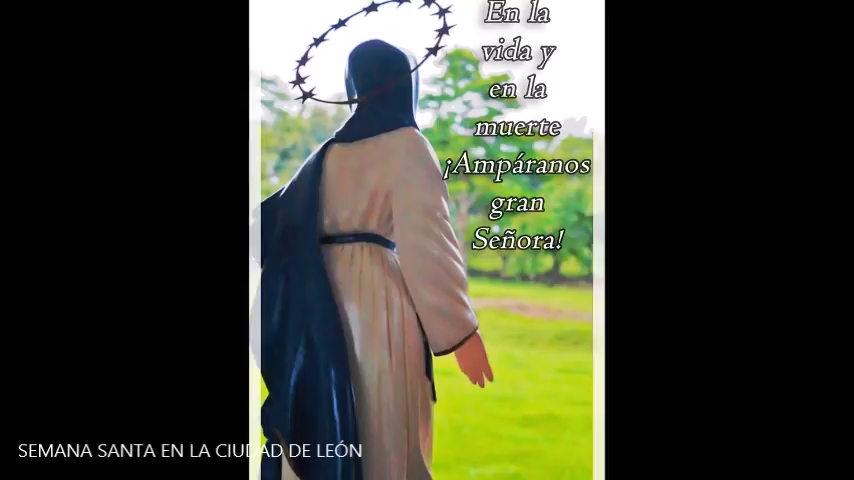 En la
vida y
en la
muerte
¡Ampáranos
gran
Señora!
SEMANA SANTA EN LA CIUDAD DE LEÓN